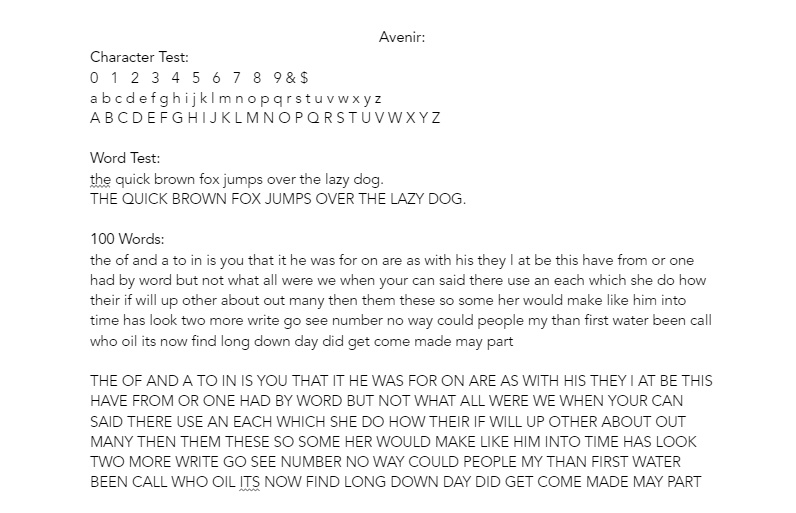 Avenir:
Character Test:
0 1 2 3 4 5 6 7 8 9 & $
a b c d e f g h i j k l m n o p q r s t u v w x y z
A B C D E F G H I J K L M N O P Q R S T U V W X Y Z
Word Test:
the quick brown fox jumps over the lazy dog.
THE QUICK BROWN FOX JUMPS OVER THE LAZY DOG.
100 Words:
the of and a to in is you that it he was for on are as with his they I at be this have from or one
had by word but not what all were we when your can said there use an each which she do how
their if will up other about out many then them these so some her would make like him into
time has look two more write go see number no way could people my than first water been call
who oil its now find long down day did get come made may part
THE OF AND A TO IN IS YOU THAT IT HE WAS FOR ON ARE AS WITH HIS THEY I AT BE THIS
HAVE FROM OR ONE HAD BY WORD BUT NOT WHAT ALL WERE WE WHEN YOUR CAN
SAID THERE USE AN EACH WHICH SHE DO HOW THEIR IF WILL UP OTHER ABOUT OUT
MANY THEN THEM THESE SO SOME HER WOULD MAKE LIKE HIM INTO TIME HAS LOOK
TWO MORE WRITE GO SEE NUMBER NO WAY COULD PEOPLE MY THAN FIRST WATER
BEEN CALL WHO OIL ITS NOW FIND LONG DOWN DAY DID GET COME MADE MAY PART